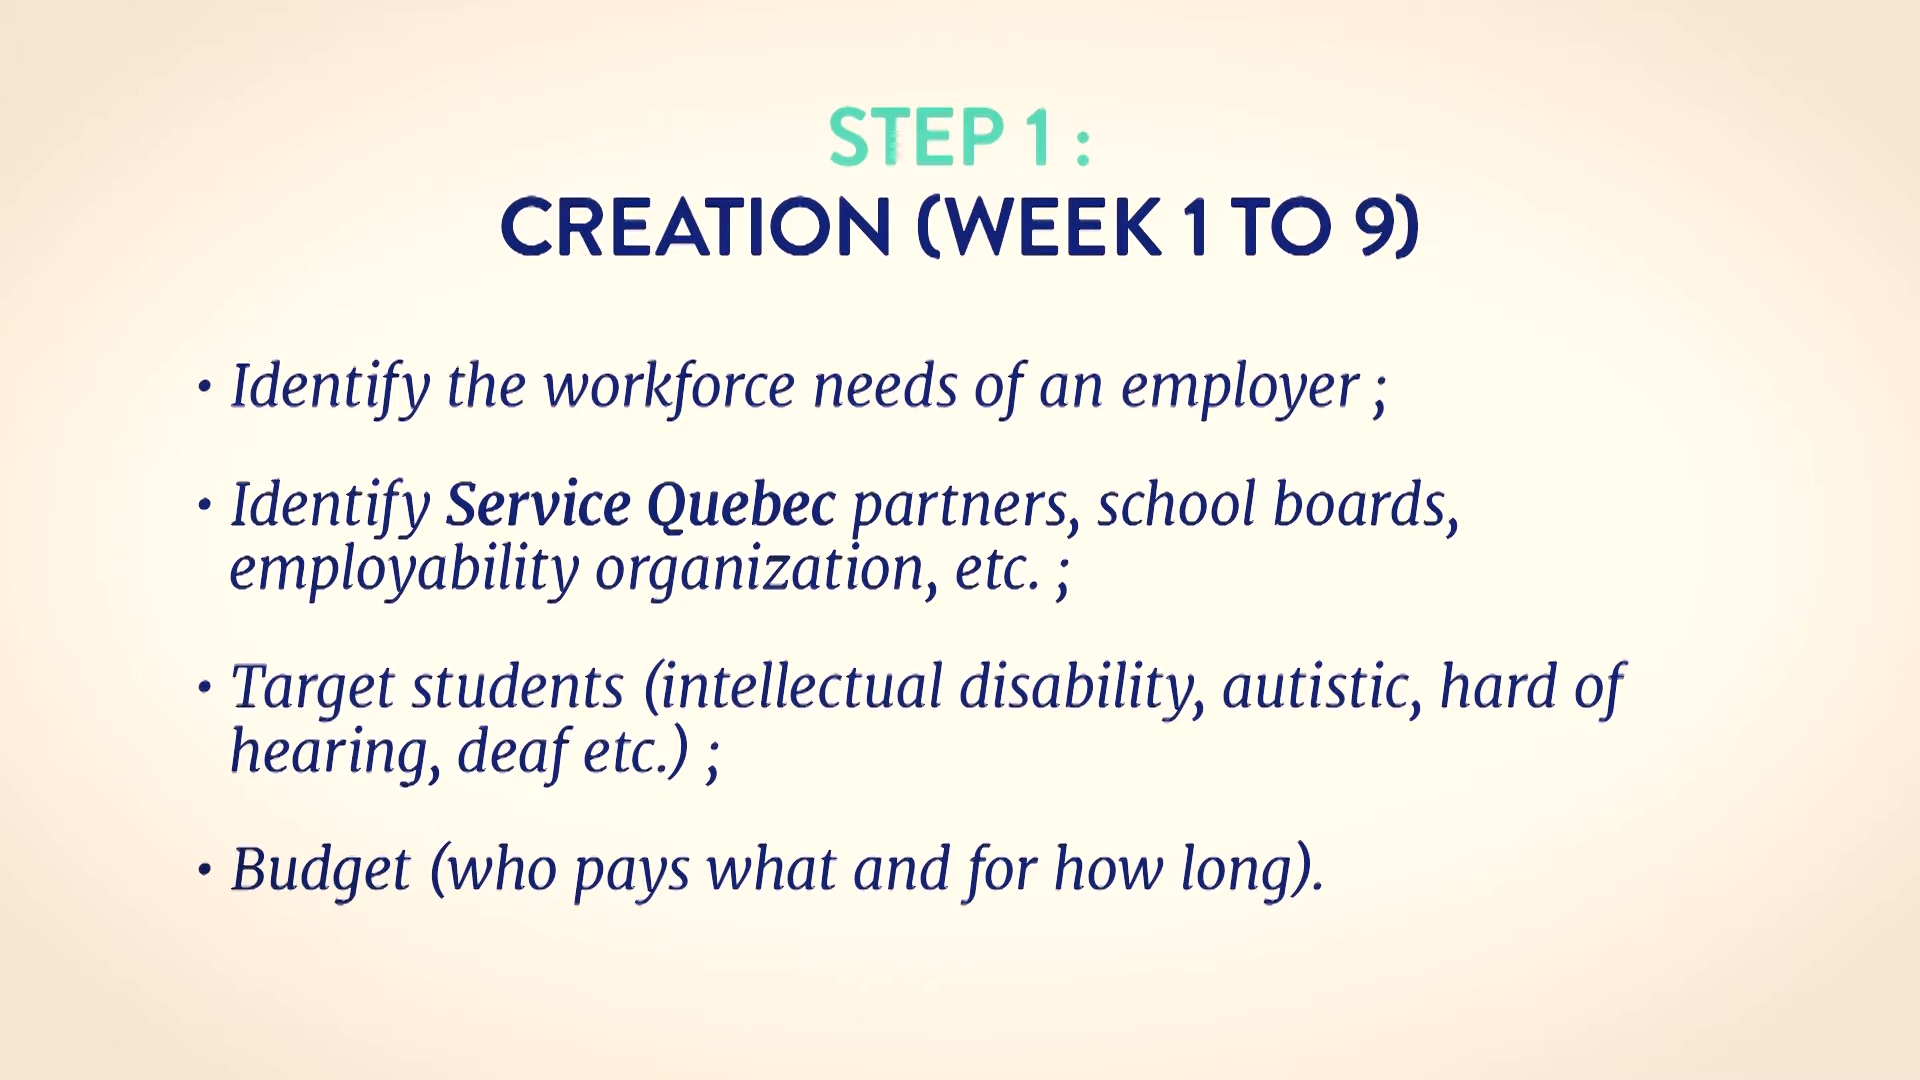 STEP 1 :
CREATION (WEEK 1 TO 9)
• Identify the workforce needs of an employer ;
• Identify Service Quebec partners, school boards,
employability organization, etc. ;
• Target students (intellectual disability, autistic, hard of
hearing, deaf etc.) ;
• Budget (who pays what and for how long).